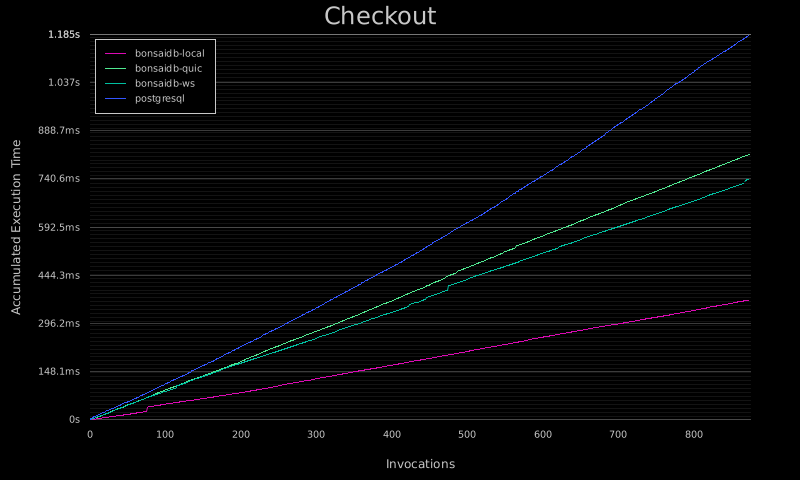 Checkout
1.185s
bonsaidb-local
bonsaidb-quic
bonsaidb-ws
postgresql
1.037s
888.7ms
740.6ms
592.5ms
444.3ms
296.2ms
148.1ms
0s
0 100 200 300 400 500 600 700 800
Accumulated Execution Time
Invocations